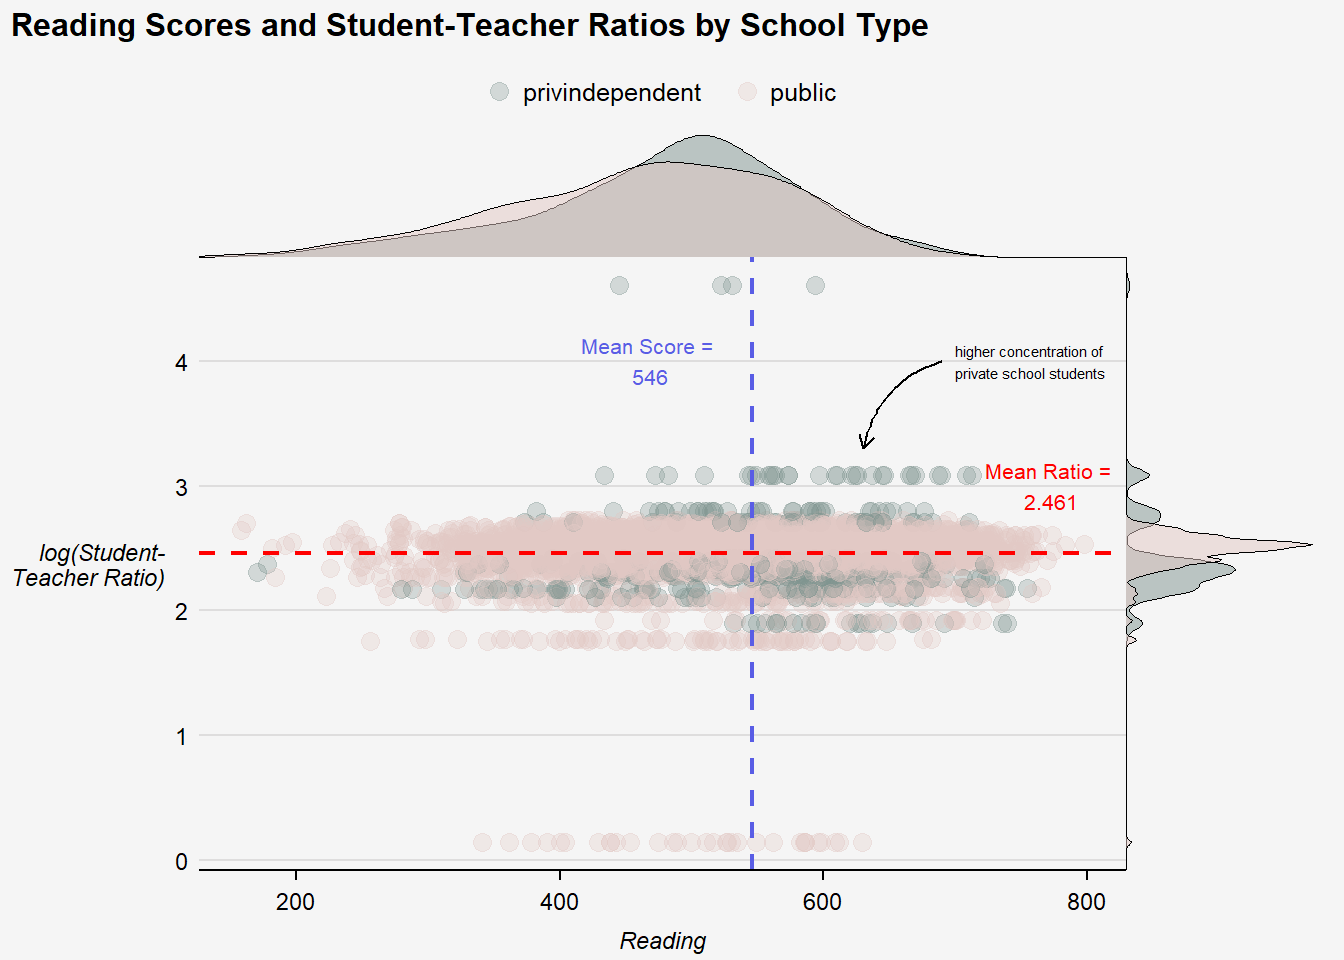 Reading Scores and Student-Teacher Ratios by School Type
privindependent
public
Mean Score =
546
higher concentration of
private school students
Mean Ratio =
2.461
4
3
2
1
0
log(Student-
Teacher Ratio)
200
400
600
800
Reading